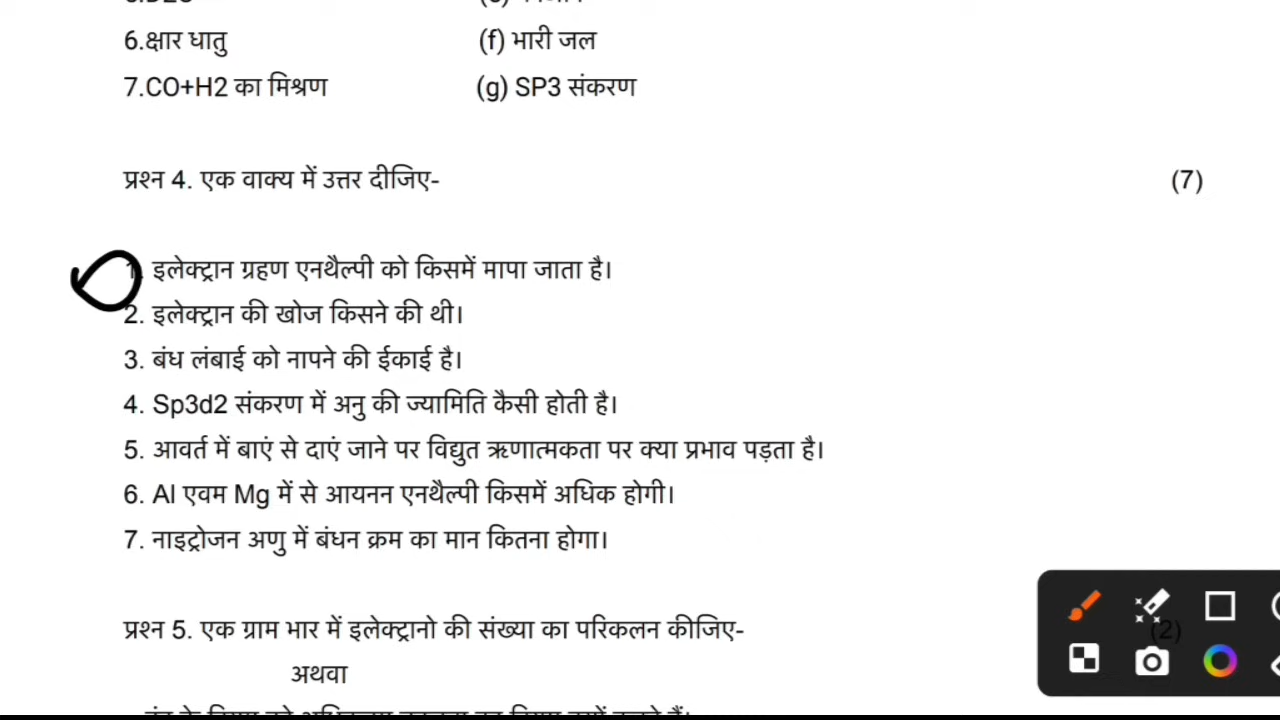 6.क्षार धातु (f) भारी जल
7.CO+H2 का मिश्रण (g) SP3 संकरण
प्रश्न 4. एक वाक्य में उत्तर दीजिए- (7)
1. इलेक्ट्रान ग्रहण एनथैल्पी को किसमें मापा जाता है।
2. इलेक्ट्रान की खोज किसने की थी।
3. बंध लंबाई को नापने की ईकाई है।
4. Sp3d2 संकरण में अनु की ज्यामिति कैसी होती है।
5. आवर्त में बाएं से दाएं जाने पर विद्युत ऋणात्मकता पर क्या प्रभाव पड़ता है।
6. Al एवम Mg में से आयनन एनथैल्पी किसमें अधिक होगी।
7. नाइट्रोजन अणु में बंधन क्रम का मान कितना होगा।
प्रश्न 5. एक ग्राम भार में इलेक्ट्रानो की संख्या का परिकलन कीजिए- (2)
अथवा